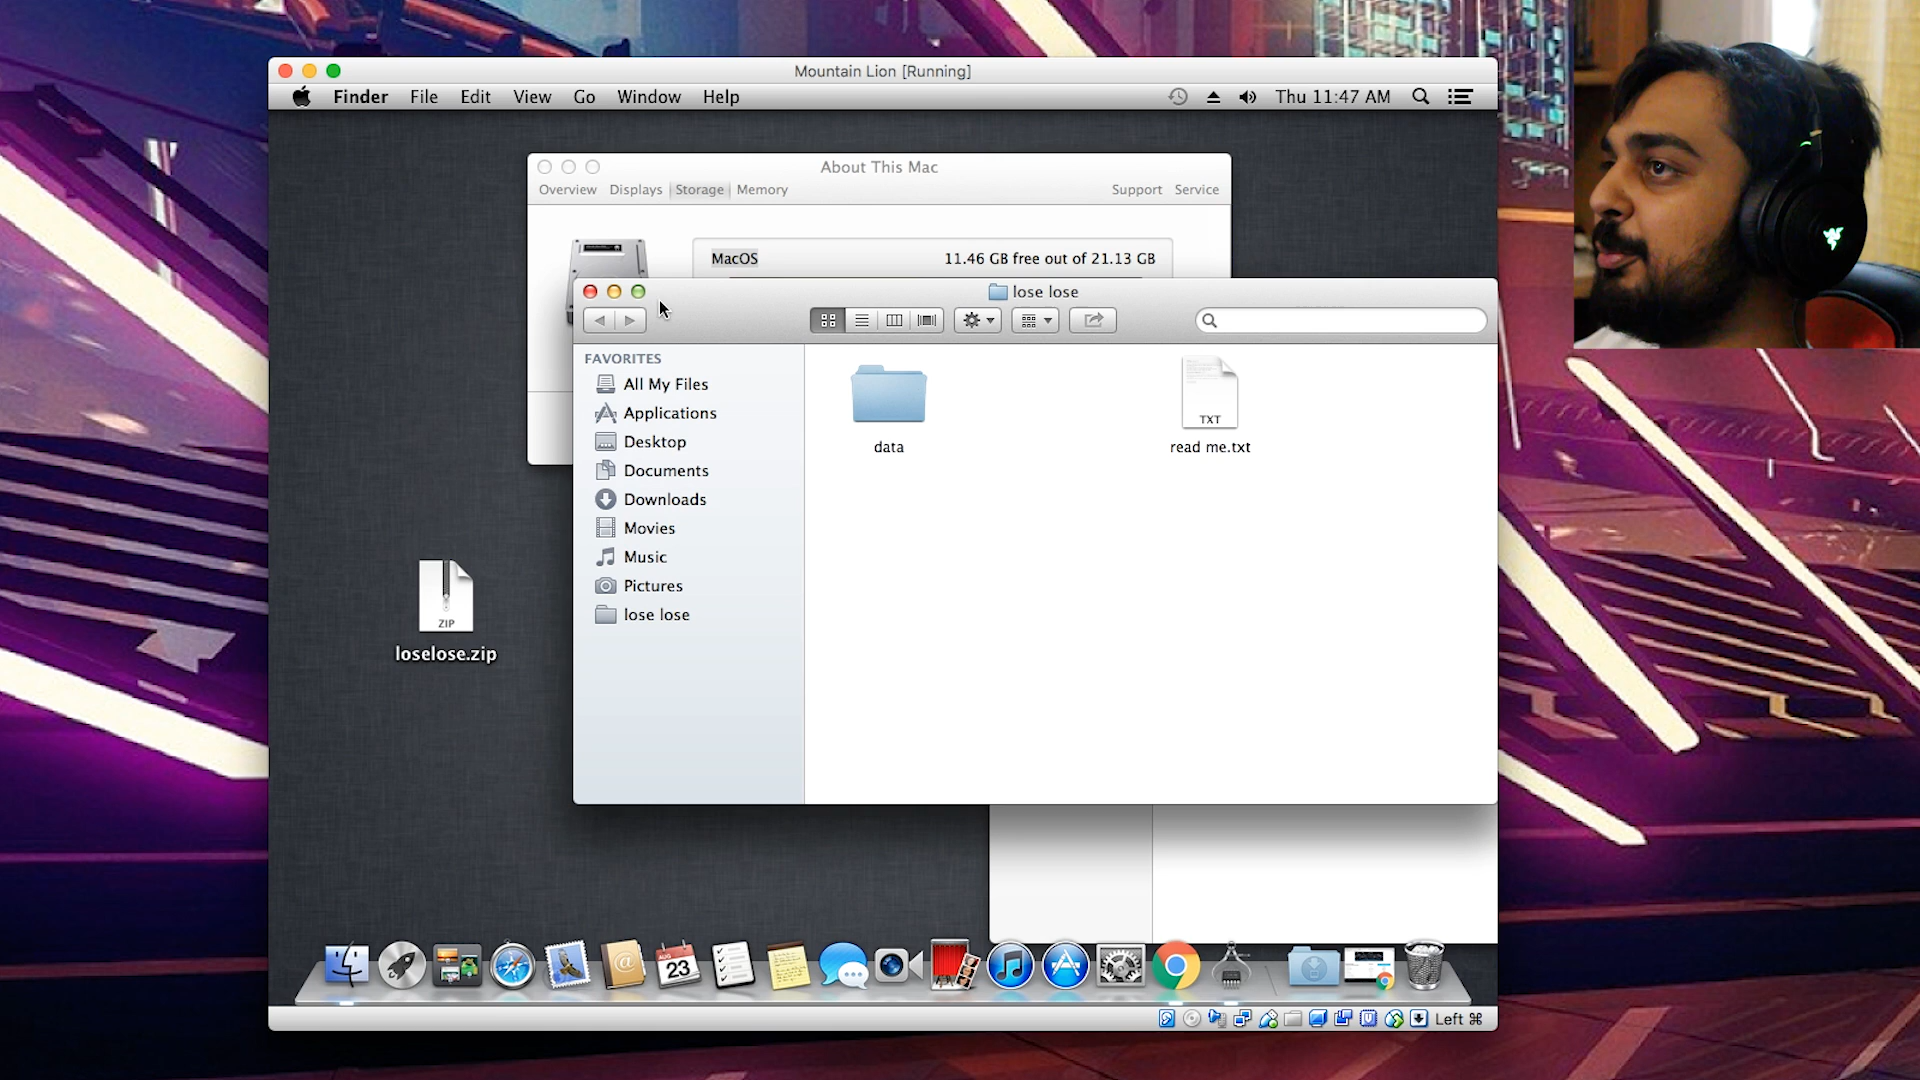 Mountain Lion [Running]
Finder File Edit View Go Window Help Thu 11:47 AM
About This Mac
Overview Displays Storage Memory Support Service
MacOS 11.46 GB free out of 21.13 GB
lose lose
FAVORITES
All My Files
Applications
Desktop
Documents
Downloads
Movies
Music
Pictures
lose lose
data
TXT
read me.txt
ZIP
loselose.zip
AUG
23
Left ⌘